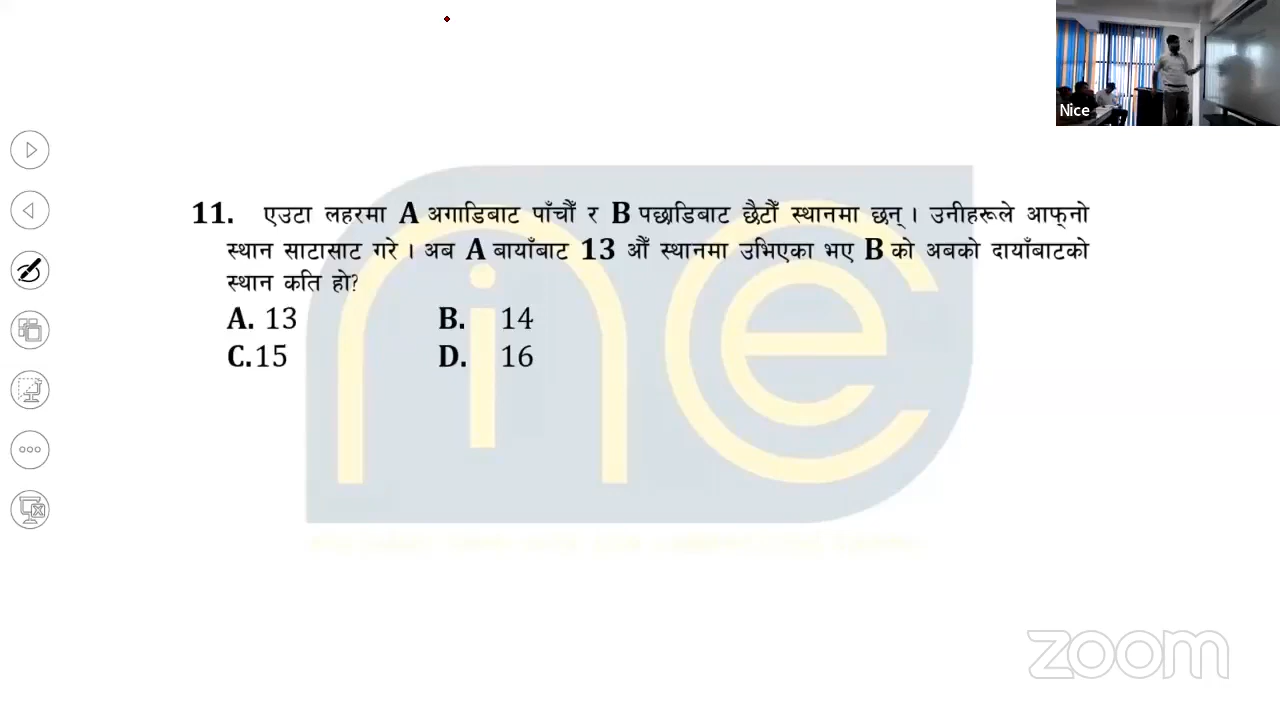 Nice
11. एउटा लहरमा A अगाडिबाट पाँचौँ र B पछाडिबाट छैटौँ स्थानमा छन् । उनीहरूले आफ्नो
स्थान साटासाट गरे । अब A बायाँबाट 13 औँ स्थानमा उभिएका भए B को अबको दायाँबाटको
स्थान कति हो?
A. 13 B. 14
C.15 D. 16
zoom